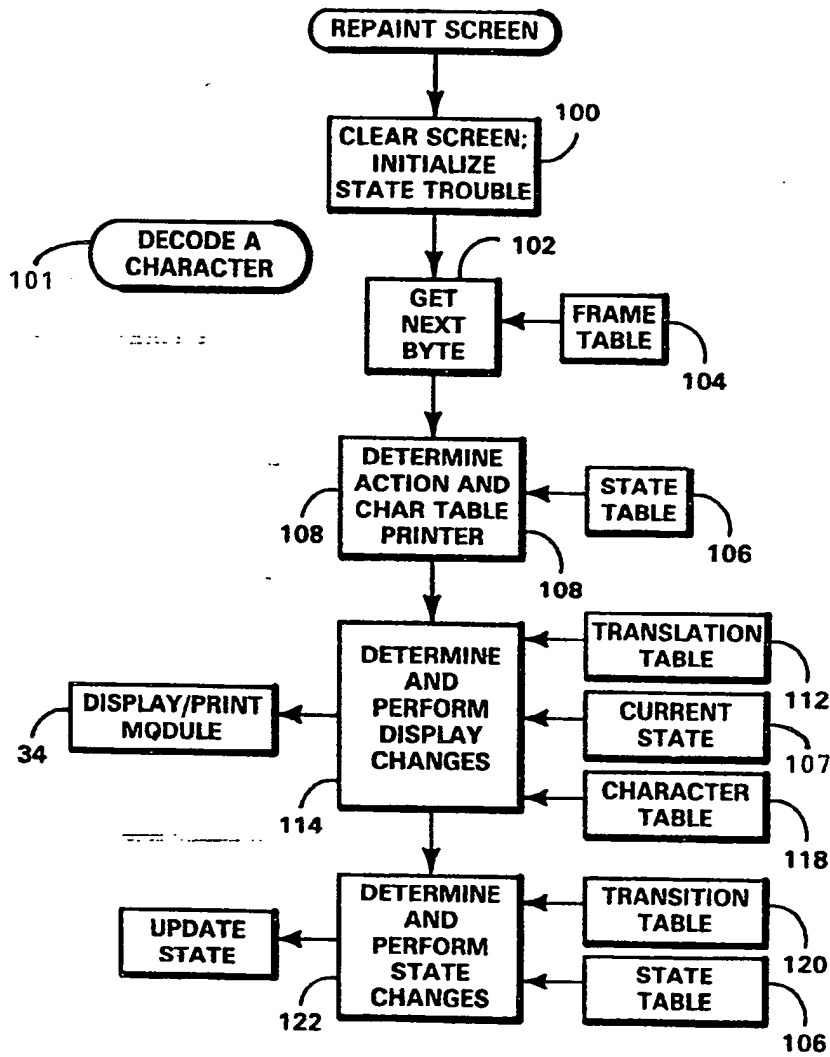 REPAINT SCREEN
100
CLEAR SCREEN;
INITIALIZE
STATE TROUBLE
DECODE A
CHARACTER
101
102
GET
NEXT
BYTE
FRAME
TABLE
104
DETERMINE
ACTION AND
CHAR TABLE
PRINTER
108
108
STATE
TABLE
106
DETERMINE
AND
PERFORM
DISPLAY
CHANGES
114
DISPLAY/PRINT
MODULE
34
TRANSLATION
TABLE
112
CURRENT
STATE
107
CHARACTER
TABLE
118
DETERMINE
AND
PERFORM
STATE
CHANGES
122
UPDATE
STATE
TRANSITION
TABLE
120
STATE
TABLE
106